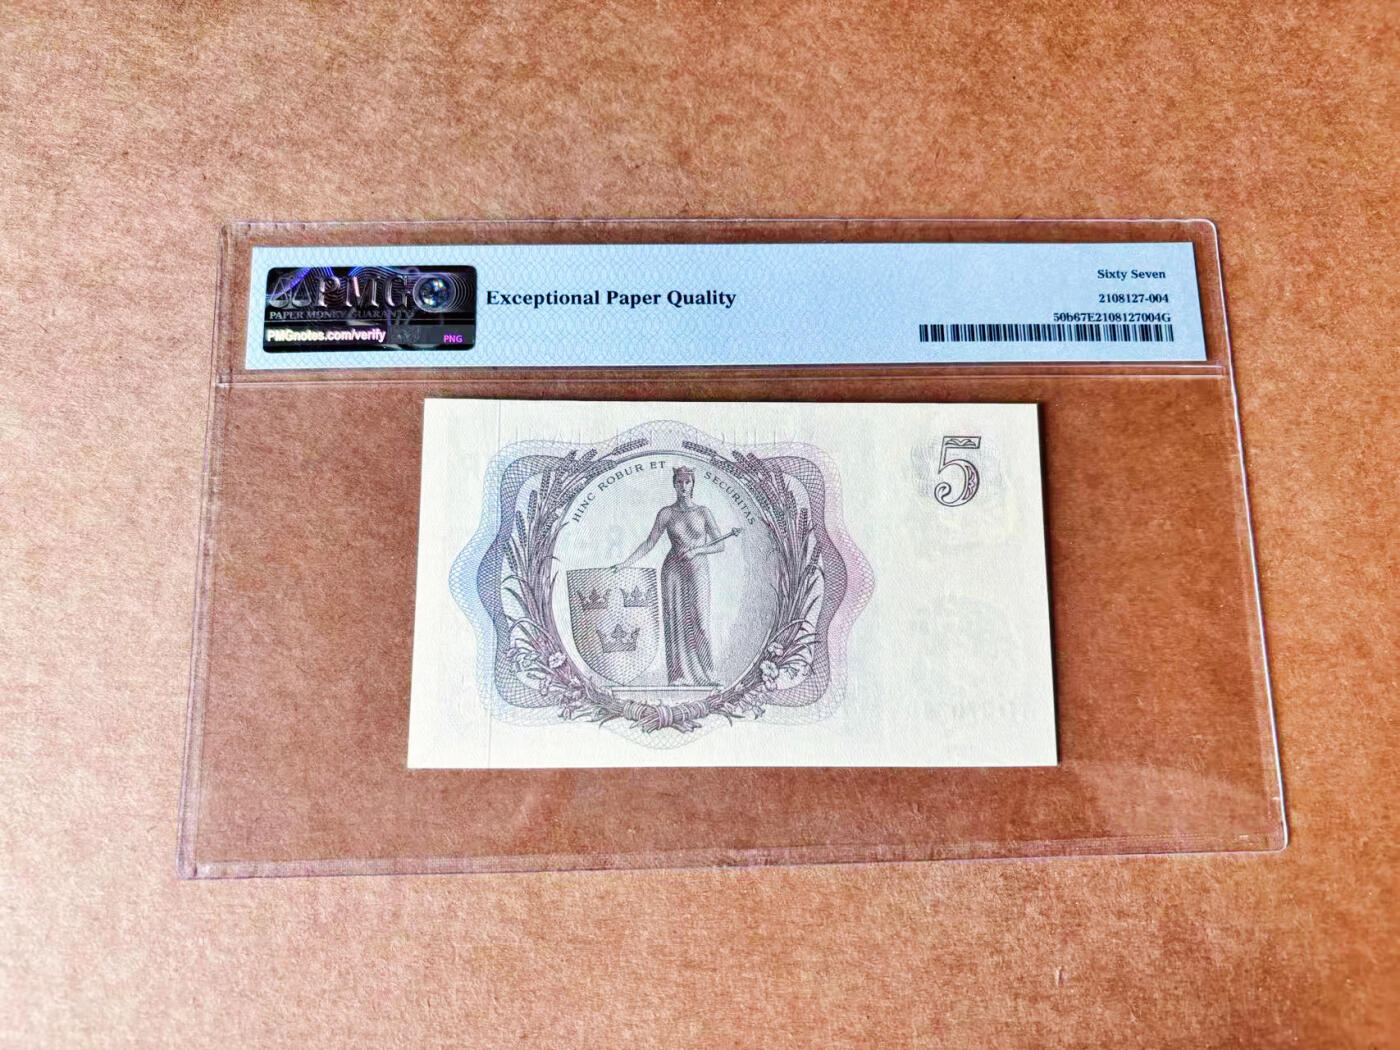 PMG
PAPER MONEY GUARANTY
PMGnotes.com/verify
PNG
Exceptional Paper Quality
Sixty Seven
2108127-004
50b67E2108127004G
HINC ROBUR ET SECURITAS
5